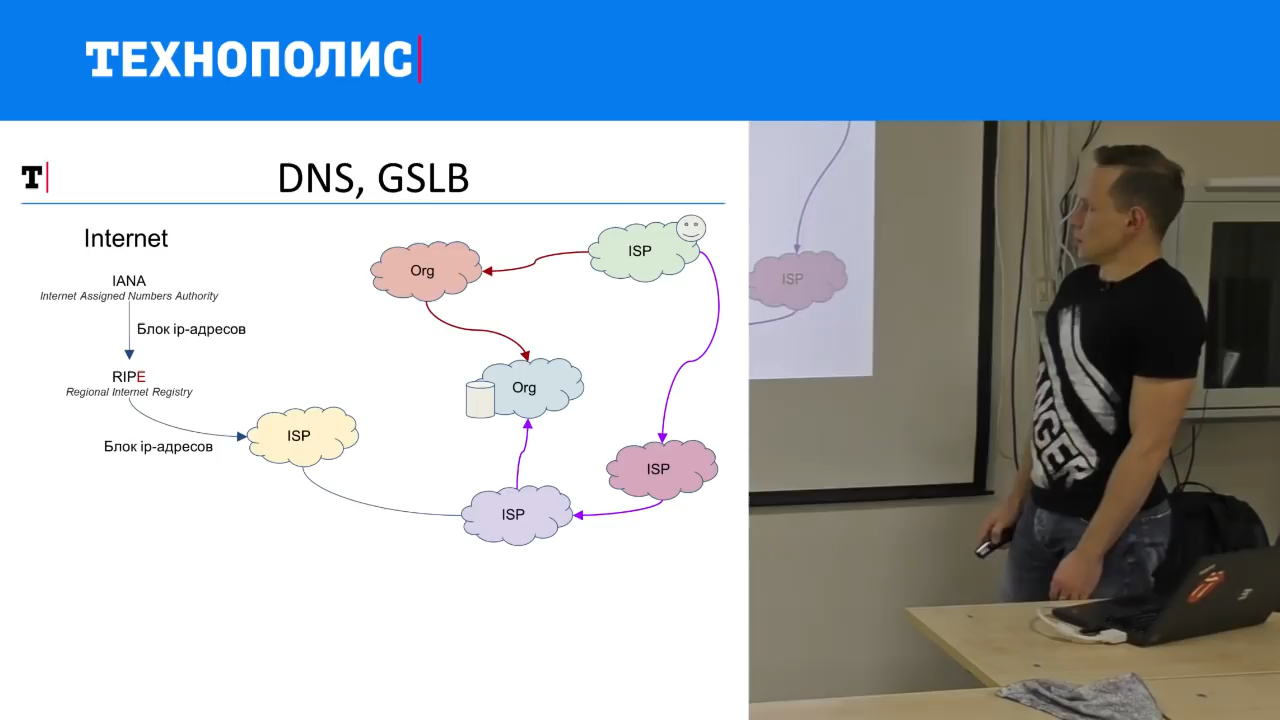 ТЕХНОПОЛИС
T
DNS, GSLB
Internet
IANA
Internet Assigned Numbers Authority
Блок ip-адресов
RIPE
Regional Internet Registry
Блок ip-адресов
ISP
Org
ISP
Org
ISP
ISP
ISP